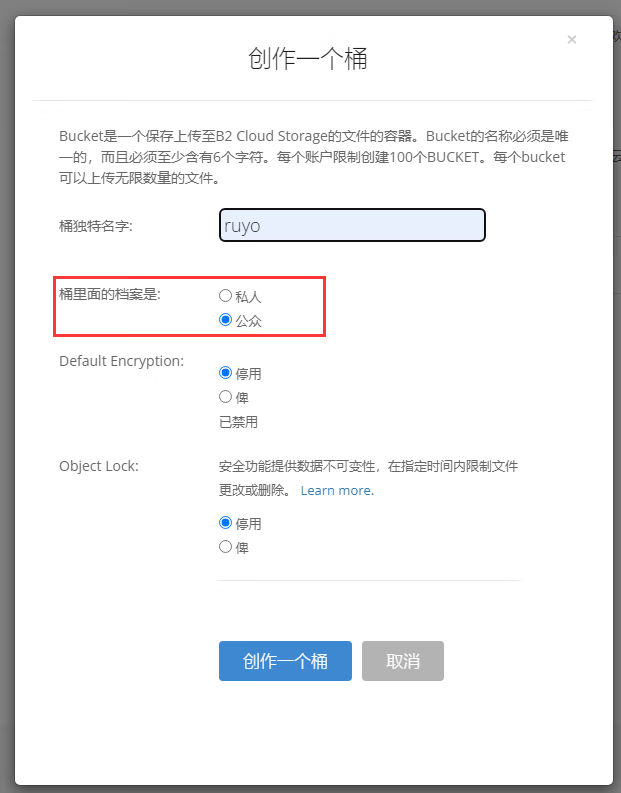 创作一个桶
×
Bucket是一个保存上传至B2 Cloud Storage的文件的容器。Bucket的名称必须是唯
一的，而且必须至少含有6个字符。每个账户限制创建100个BUCKET。每个bucket
可以上传无限数量的文件。
桶独特名字:
ruyo
桶里面的档案是:
私人
公众
Default Encryption:
停用
俾
已禁用
Object Lock:
安全功能提供数据不可变性，在指定时间内限制文件
更改或删除。 Learn more.
停用
俾
创作一个桶
取消